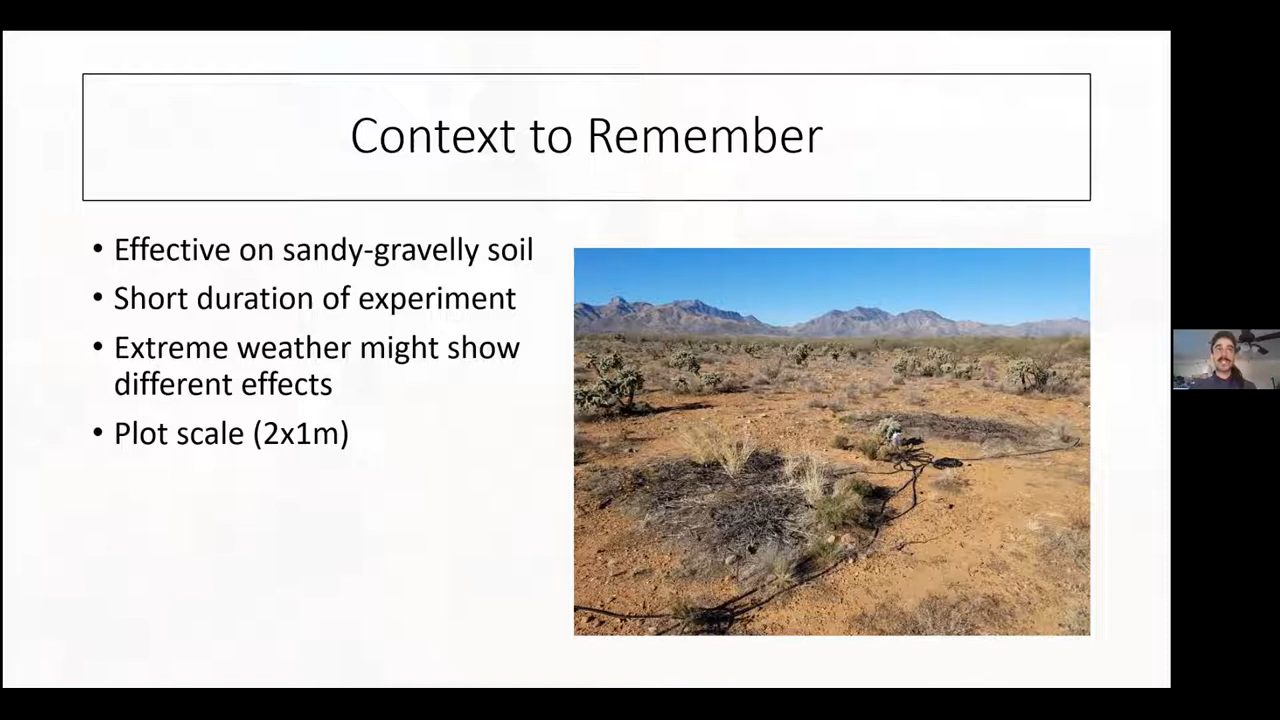 Context to Remember
• Effective on sandy-gravelly soil
• Short duration of experiment
• Extreme weather might show
different effects
• Plot scale (2x1m)